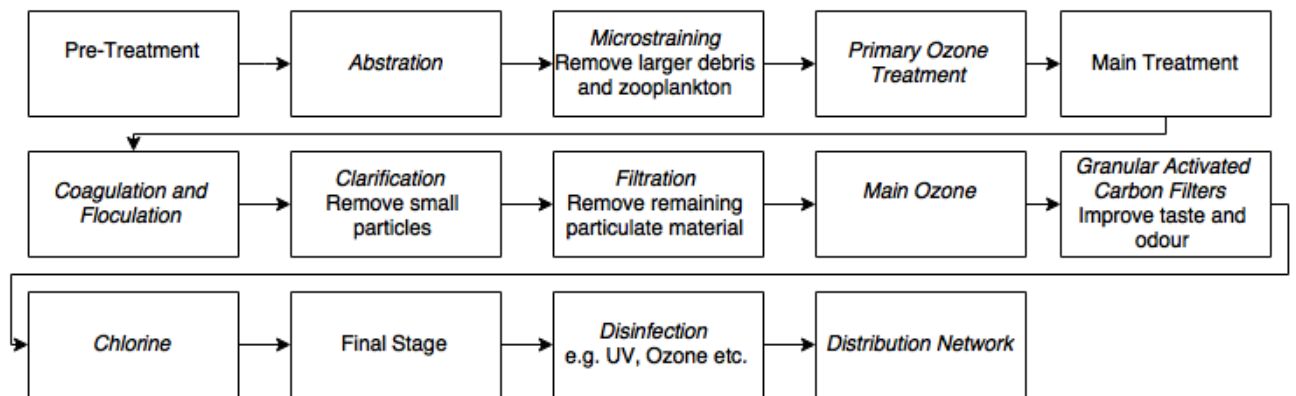 Pre-Treatment
Abstration
Microstraining
Remove larger debris
and zooplankton
Primary Ozone
Treatment
Main Treatment
Coagulation and
Floculation
Clarification
Remove small
particles
Filtration
Remove remaining
particulate material
Main Ozone
Granular Activated
Carbon Filters
Improve taste and
odour
Chlorine
Final Stage
Disinfection
e.g. UV, Ozone etc.
Distribution Network